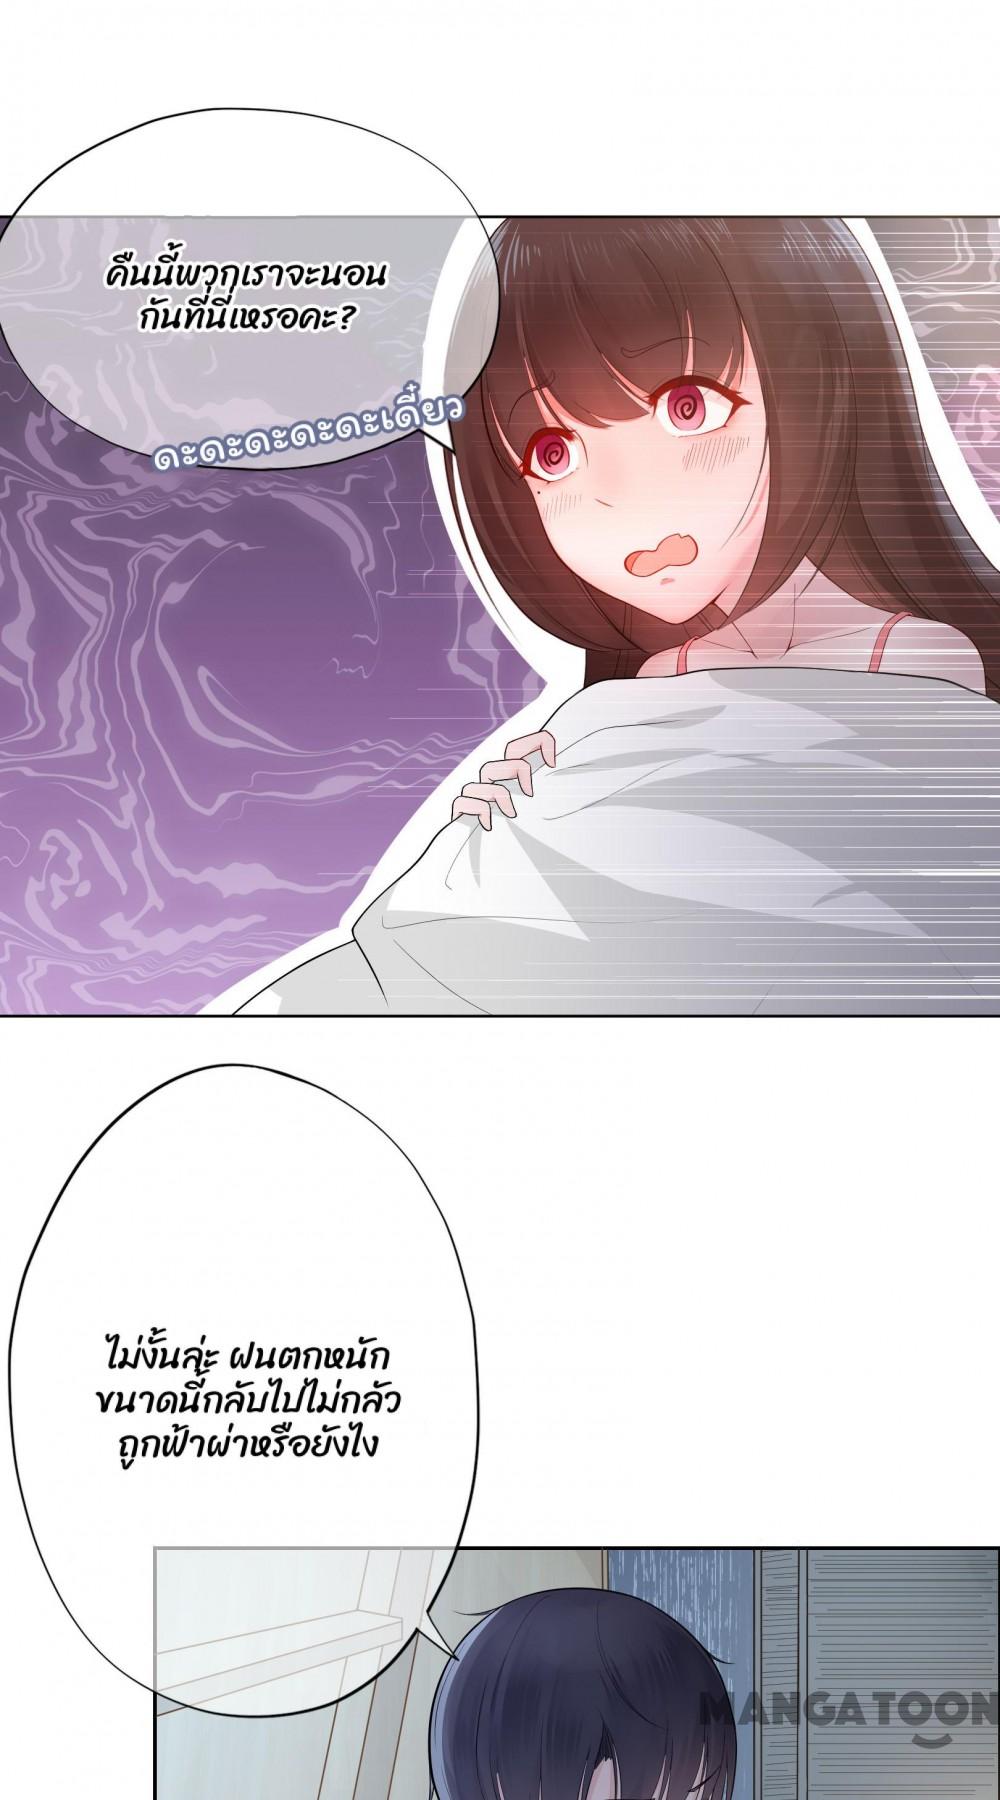 คืนนี้พวกเราจะนอน
กันที่นี่เหรอคะ?
ดะดะดะดะดะเดี๋ยว
ไม่งั้นล่ะ ฝนตกหนัก
ขนาดนี้กลับไปไม่กลัว
ถูกฟ้าผ่าหรือยังไง
MANGATOON